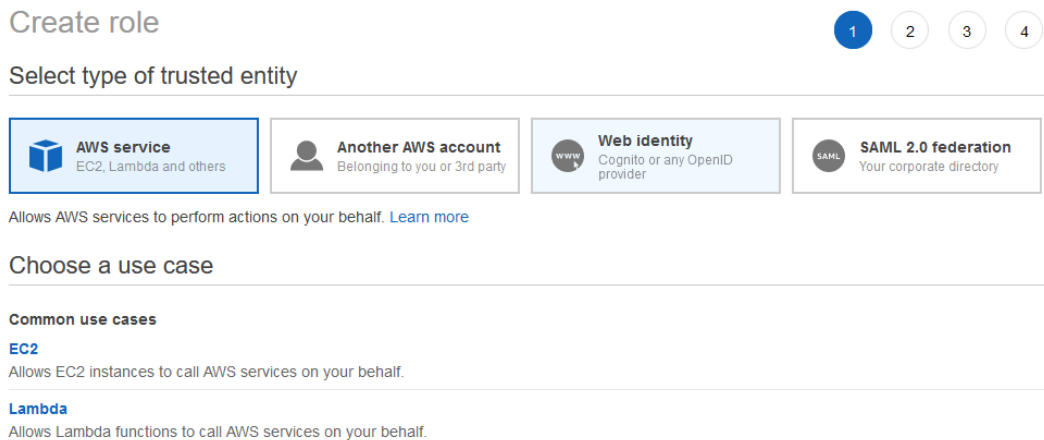 Create role
1 2 3 4
Select type of trusted entity
AWS service
EC2, Lambda and others
Another AWS account
Belonging to you or 3rd party
www
Web identity
Cognito or any OpenID
provider
SAML
SAML 2.0 federation
Your corporate directory
Allows AWS services to perform actions on your behalf. Learn more
Choose a use case
Common use cases
EC2
Allows EC2 instances to call AWS services on your behalf.
Lambda
Allows Lambda functions to call AWS services on your behalf.